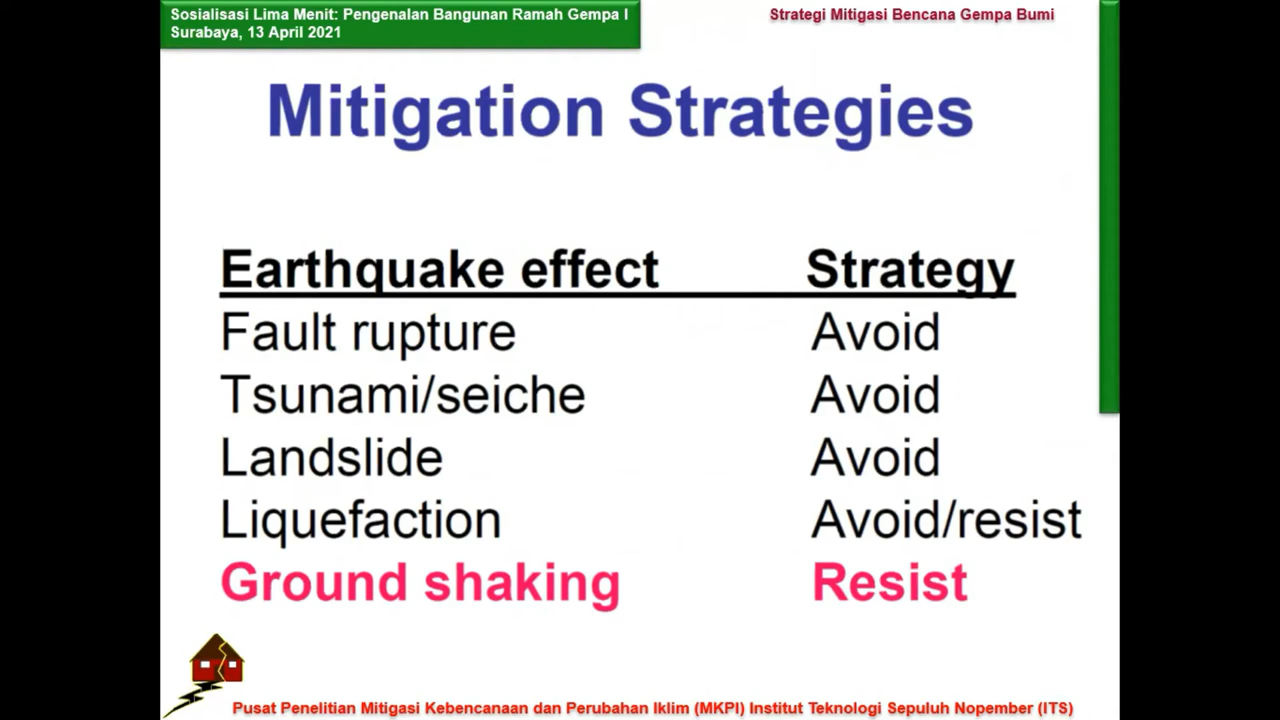 Sosialisasi Lima Menit: Pengenalan Bangunan Ramah Gempa I
Surabaya, 13 April 2021
Strategi Mitigasi Bencana Gempa Bumi
Mitigation Strategies
Earthquake effect Strategy
Fault rupture Avoid
Tsunami/seiche Avoid
Landslide Avoid
Liquefaction Avoid/resist
Ground shaking Resist
Pusat Penelitian Mitigasi Kebencanaan dan Perubahan Iklim (MKPI) Institut Teknologi Sepuluh Nopember (ITS)